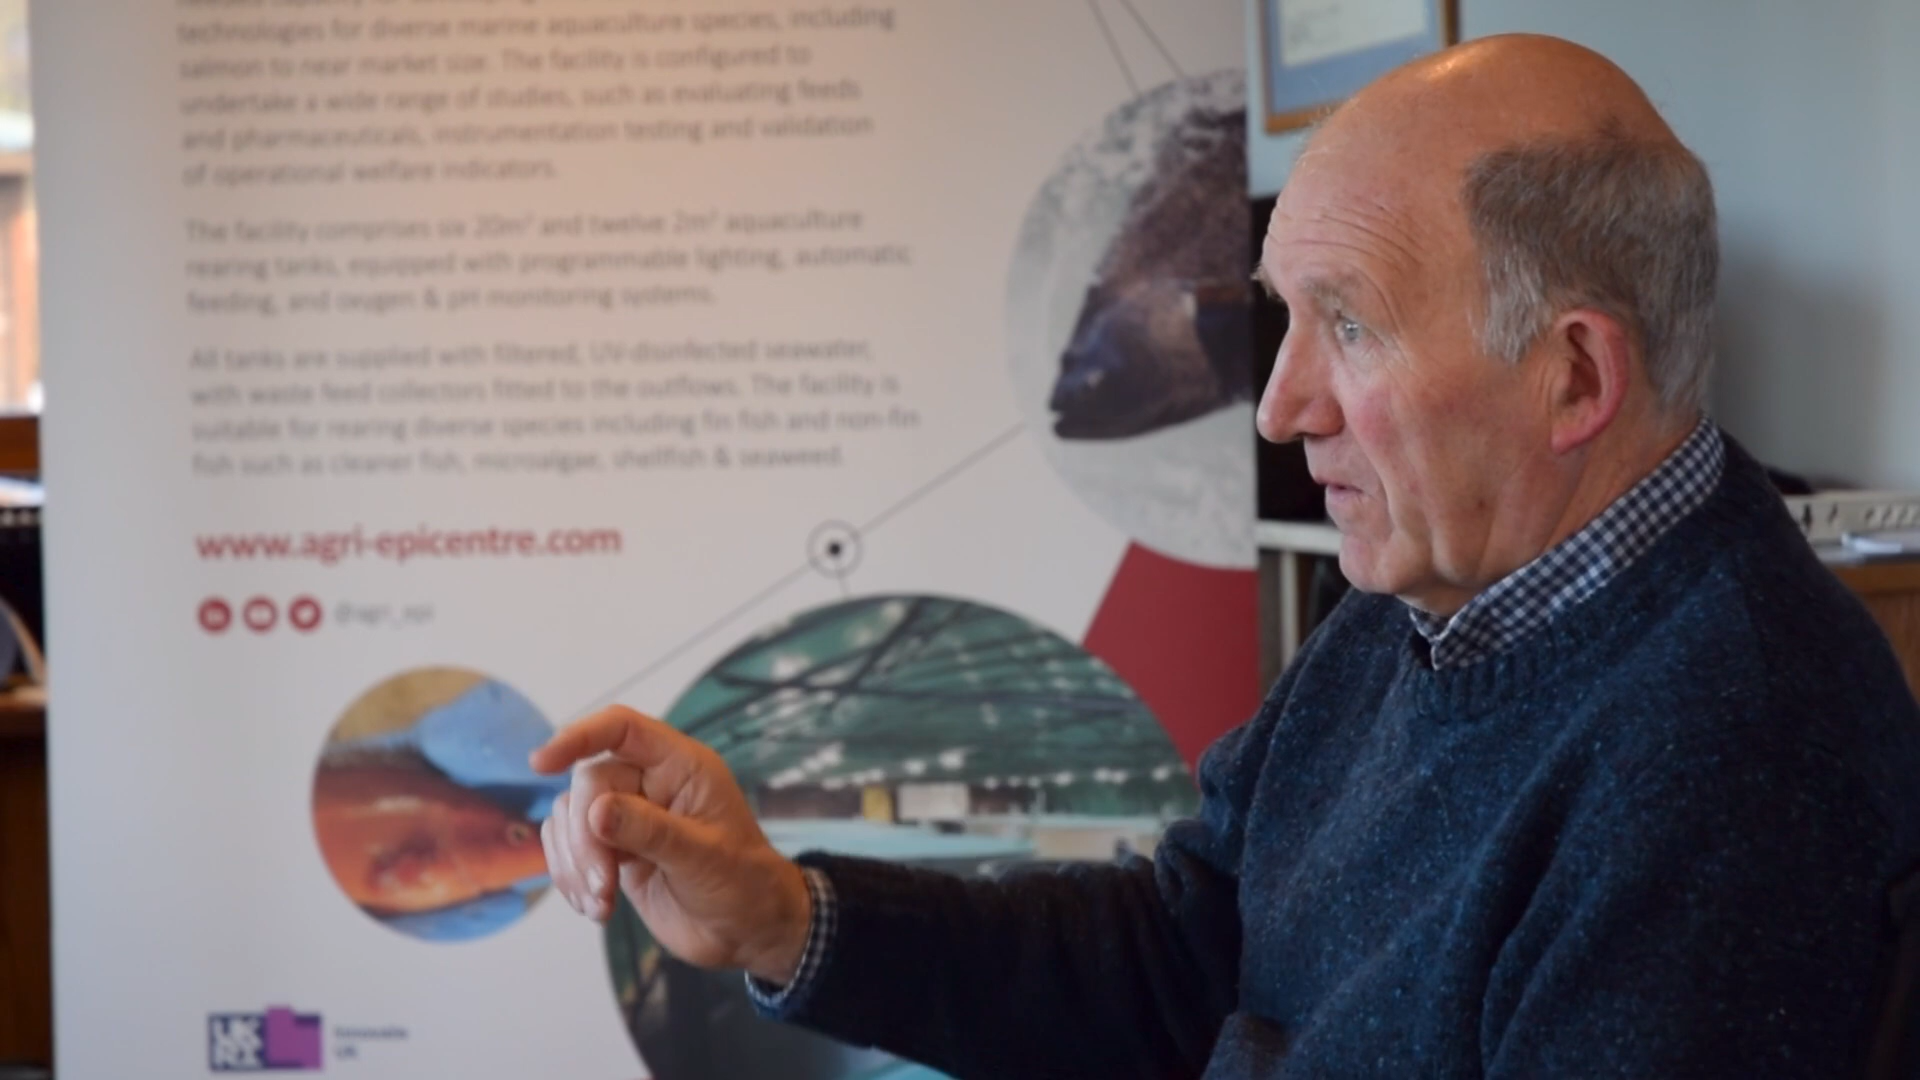 technologies for diverse marine aquaculture species, including
salmon to near market size. The facility is configured to
undertake a wide range of studies, such as evaluating feeds
and pharmaceuticals, instrumentation testing and validation
of operational welfare indicators.
The facility comprises six 20m³ and twelve 2m³ aquaculture
rearing tanks, equipped with programmable lighting, automatic
feeding, and oxygen & pH monitoring systems.
All tanks are supplied with filtered, UV-disinfected seawater,
with waste feed collectors fitted to the outflows. The facility is
suitable for rearing diverse species including fin fish and non-fin
fish such as cleaner fish, microalgae, shellfish & seaweed.
www.agri-epicentre.com
@agri_epi
UK
RI
Innovate
UK